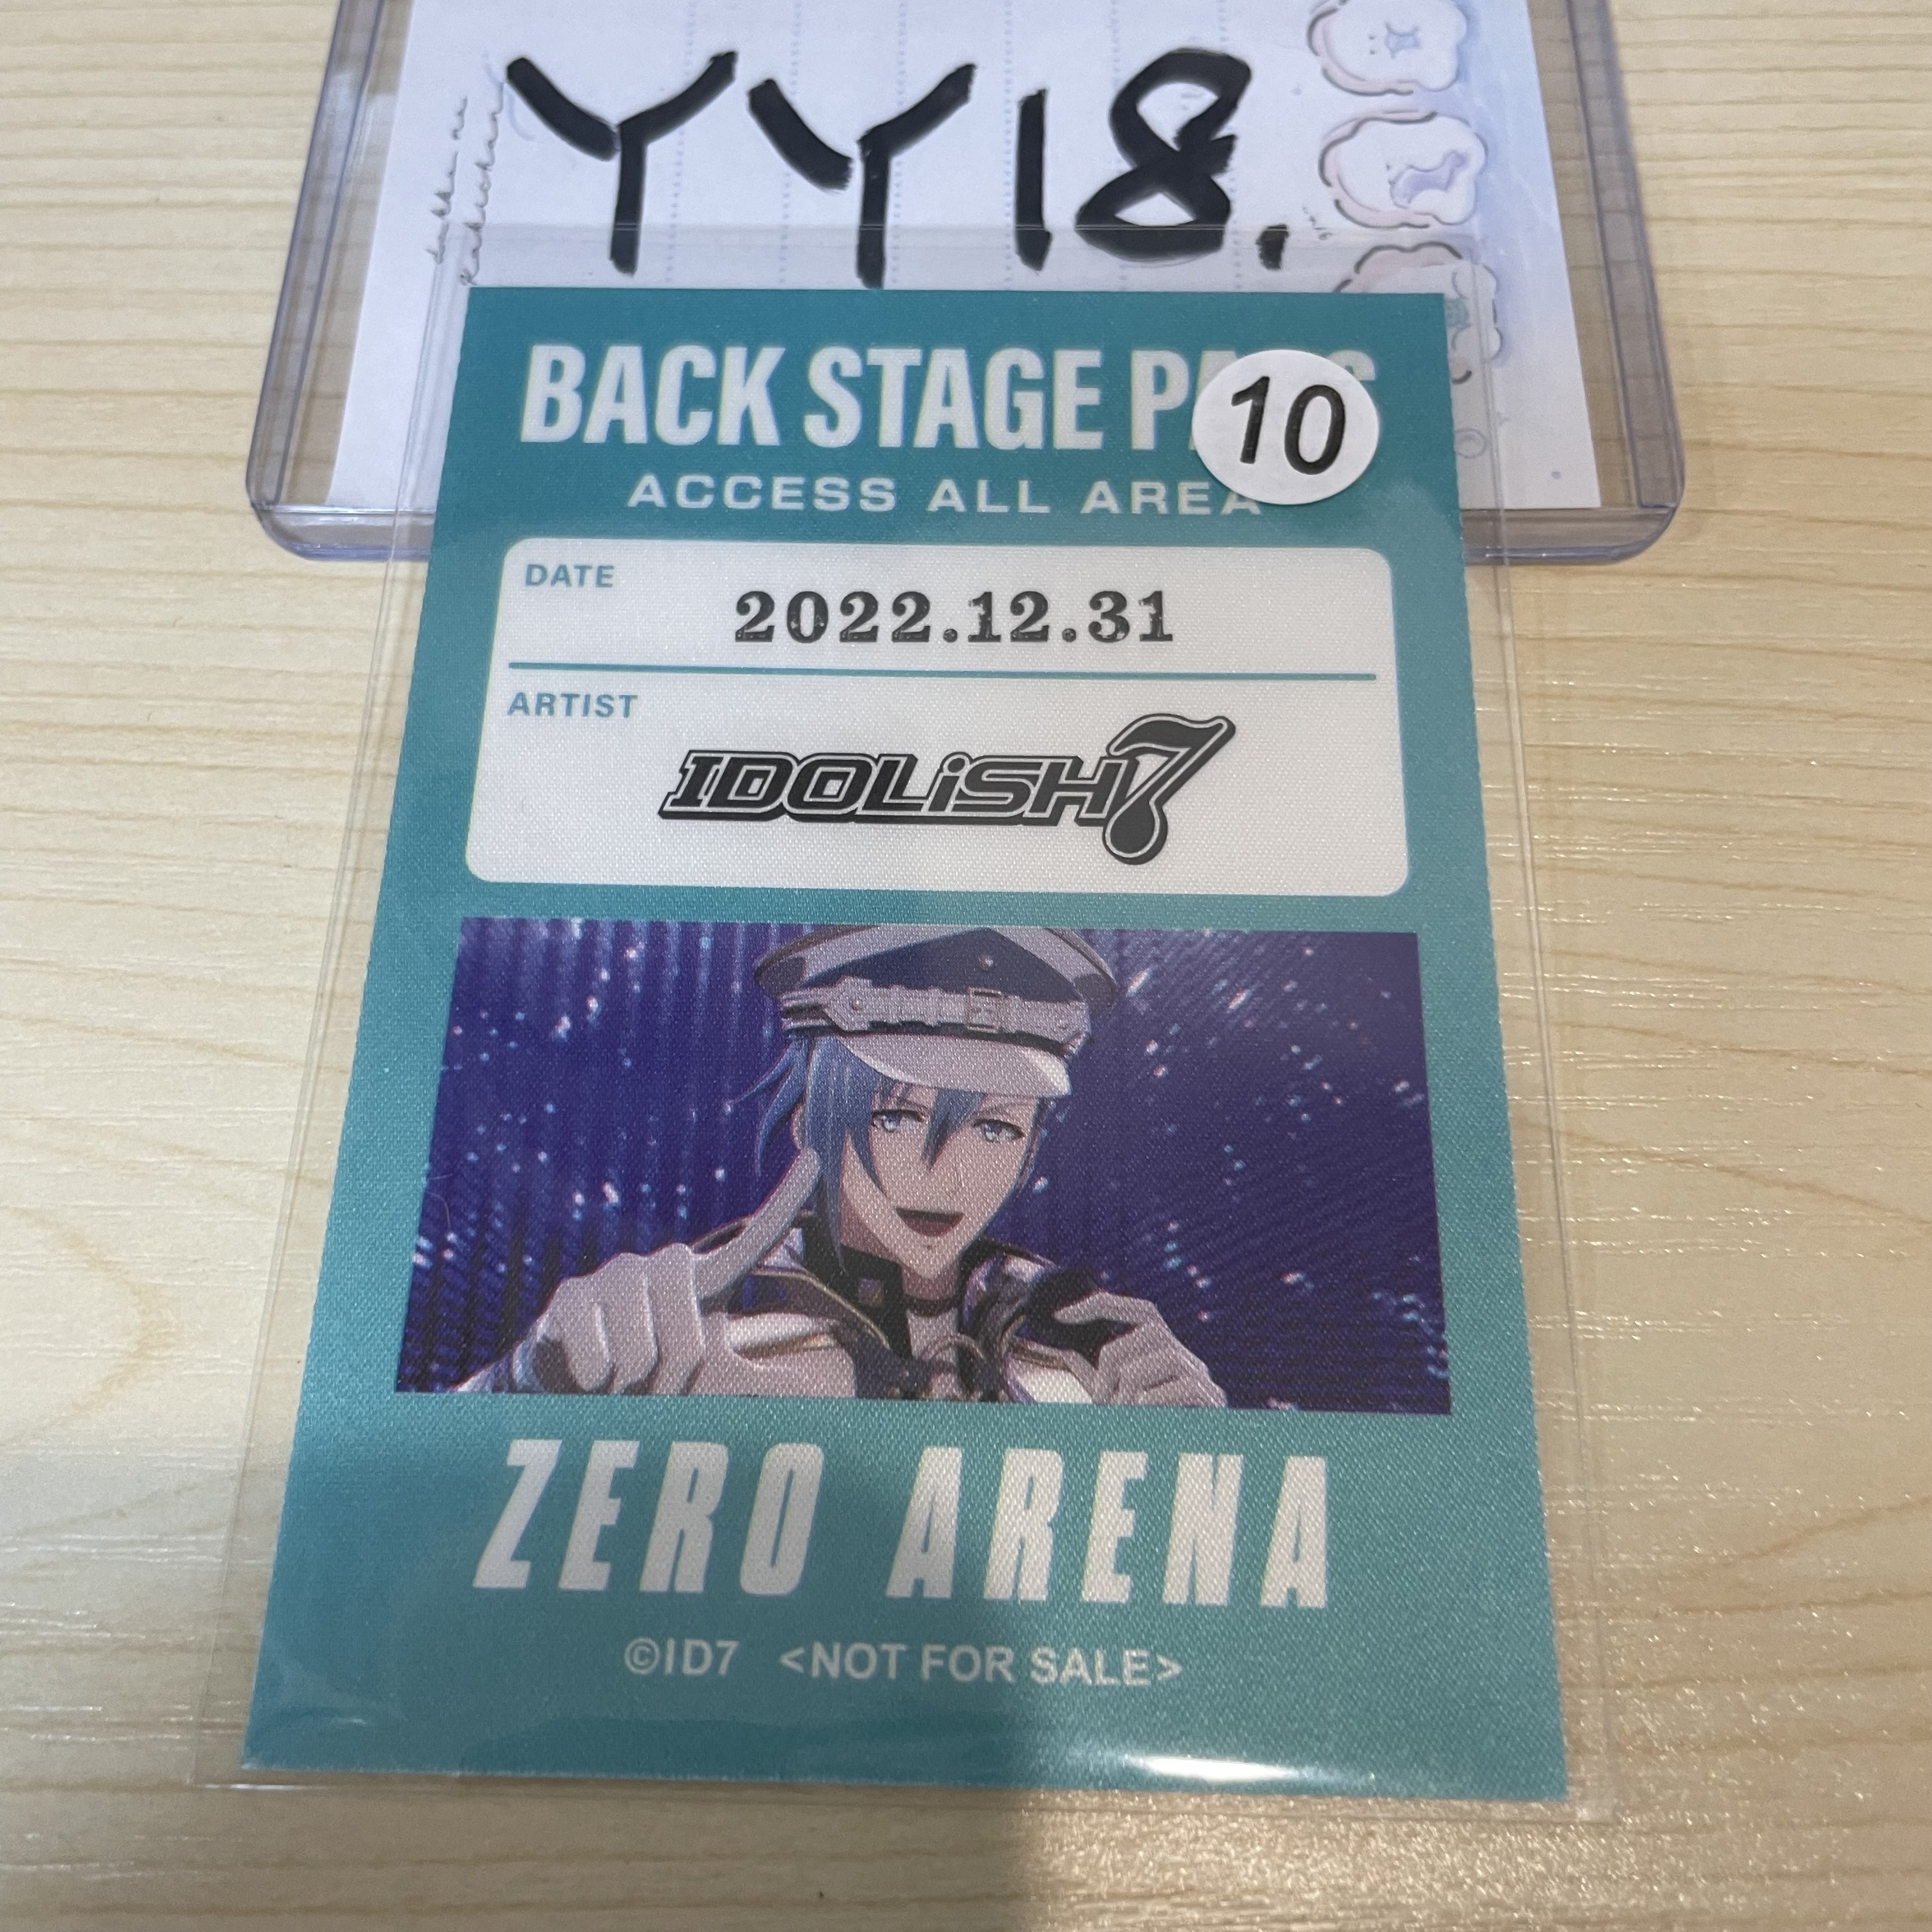 YY18.
BACK STAGE
10
ACCESS ALL AREA
DATE
2022.12.31
ARTIST
IDOLiSH7
ZERO ARENA
©ID7 <NOT FOR SALE>